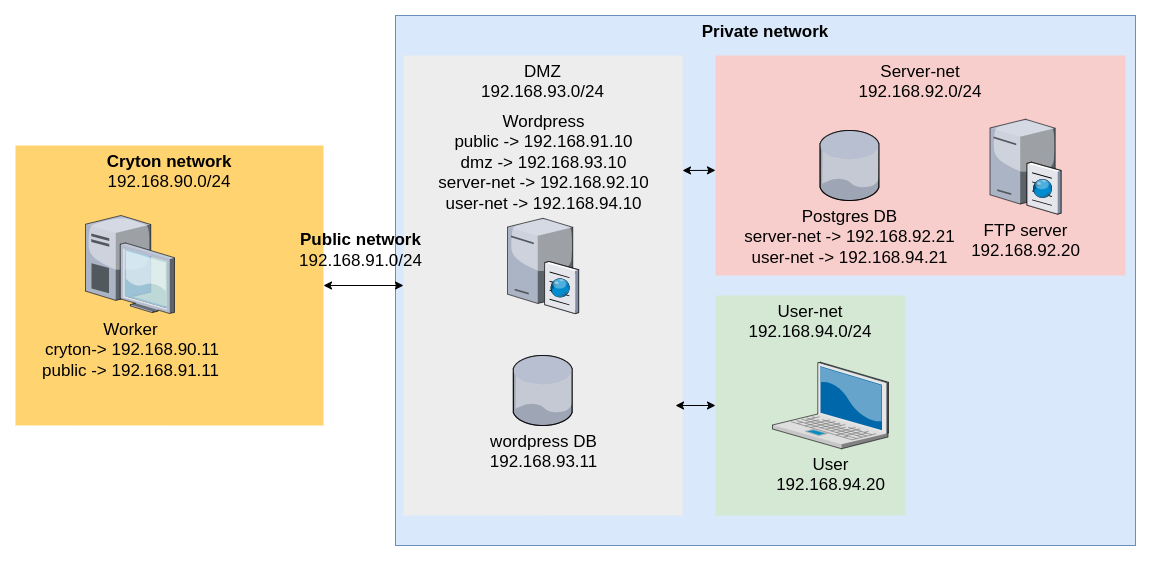 Private network
DMZ
192.168.93.0/24
Wordpress
public -> 192.168.91.10
dmz -> 192.168.93.10
server-net -> 192.168.92.10
user-net -> 192.168.94.10
wordpress DB
192.168.93.11
Server-net
192.168.92.0/24
Postgres DB
server-net -> 192.168.92.21
user-net -> 192.168.94.21
FTP server
192.168.92.20
User-net
192.168.94.0/24
User
192.168.94.20
Cryton network
192.168.90.0/24
Worker
cryton-> 192.168.90.11
public -> 192.168.91.11
Public network
192.168.91.0/24